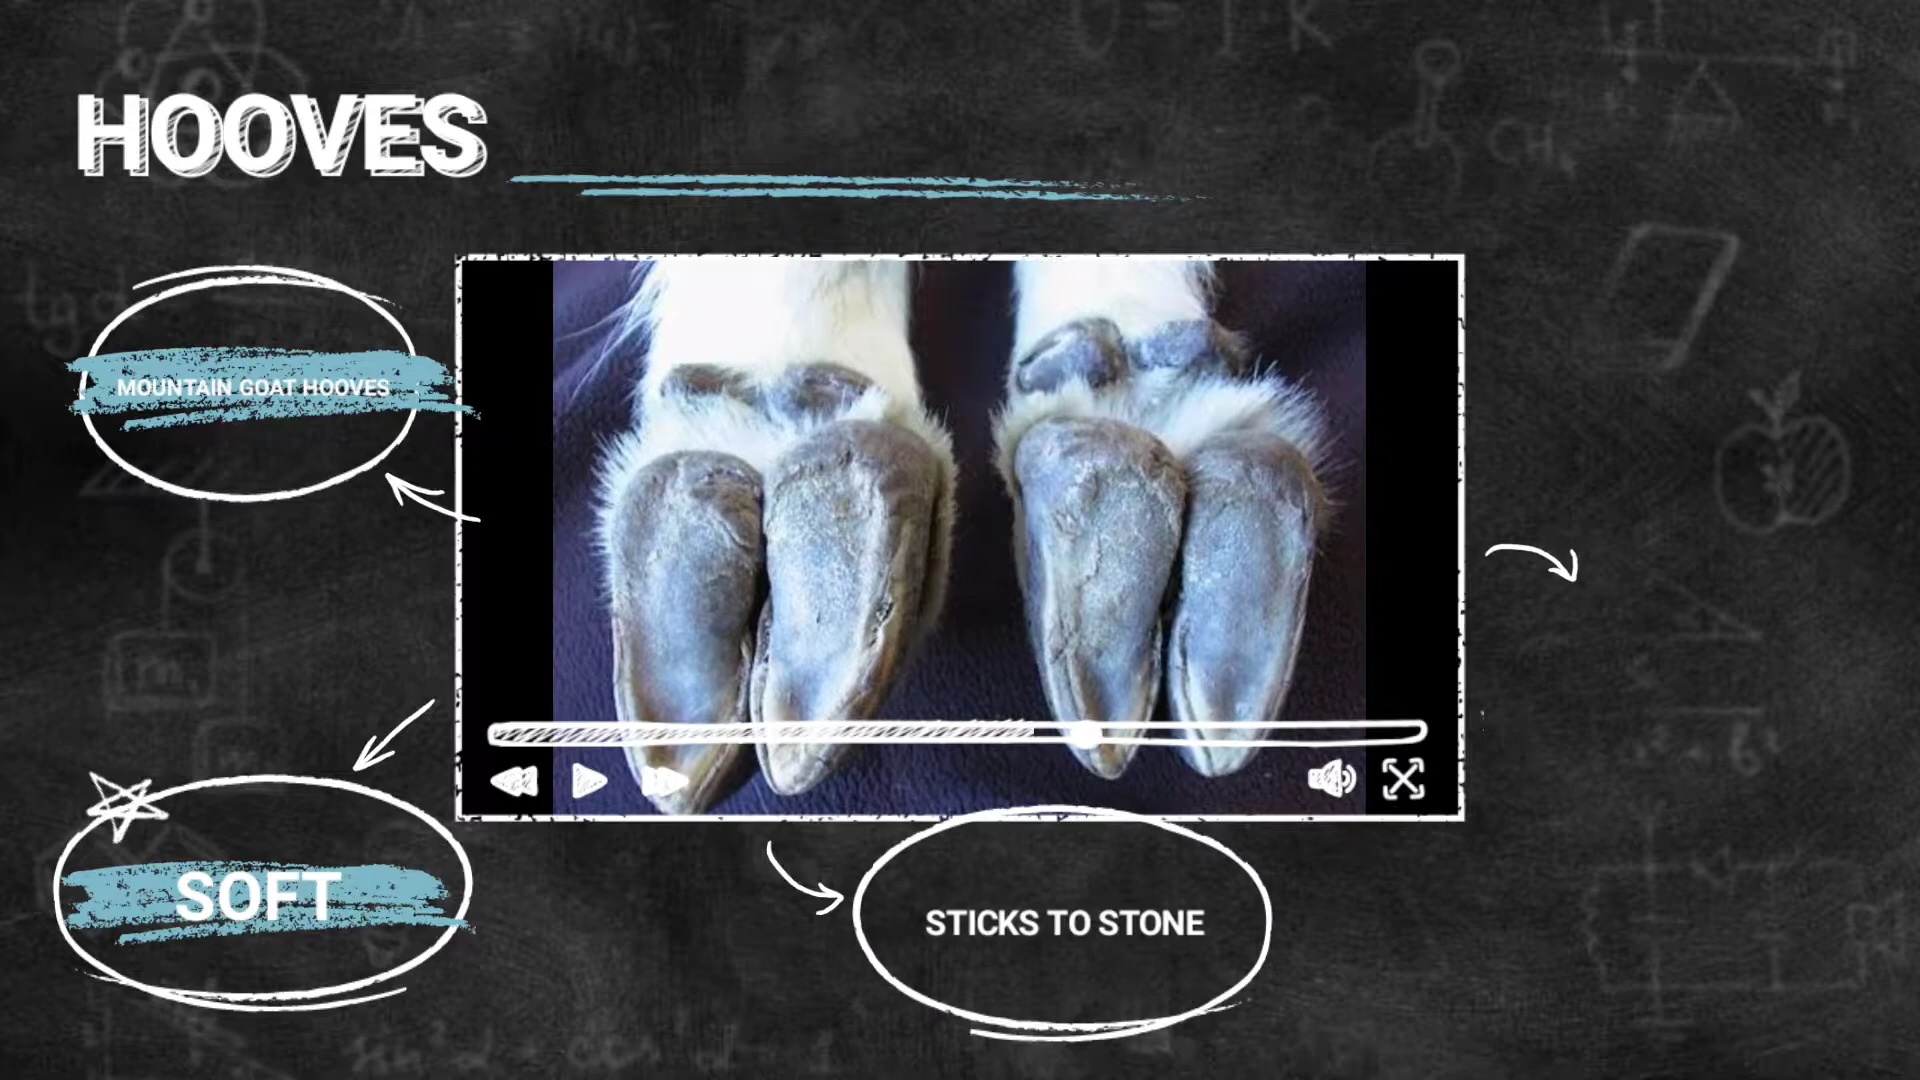 HOOVES
MOUNTAIN GOAT HOOVES
SOFT
STICKS TO STONE